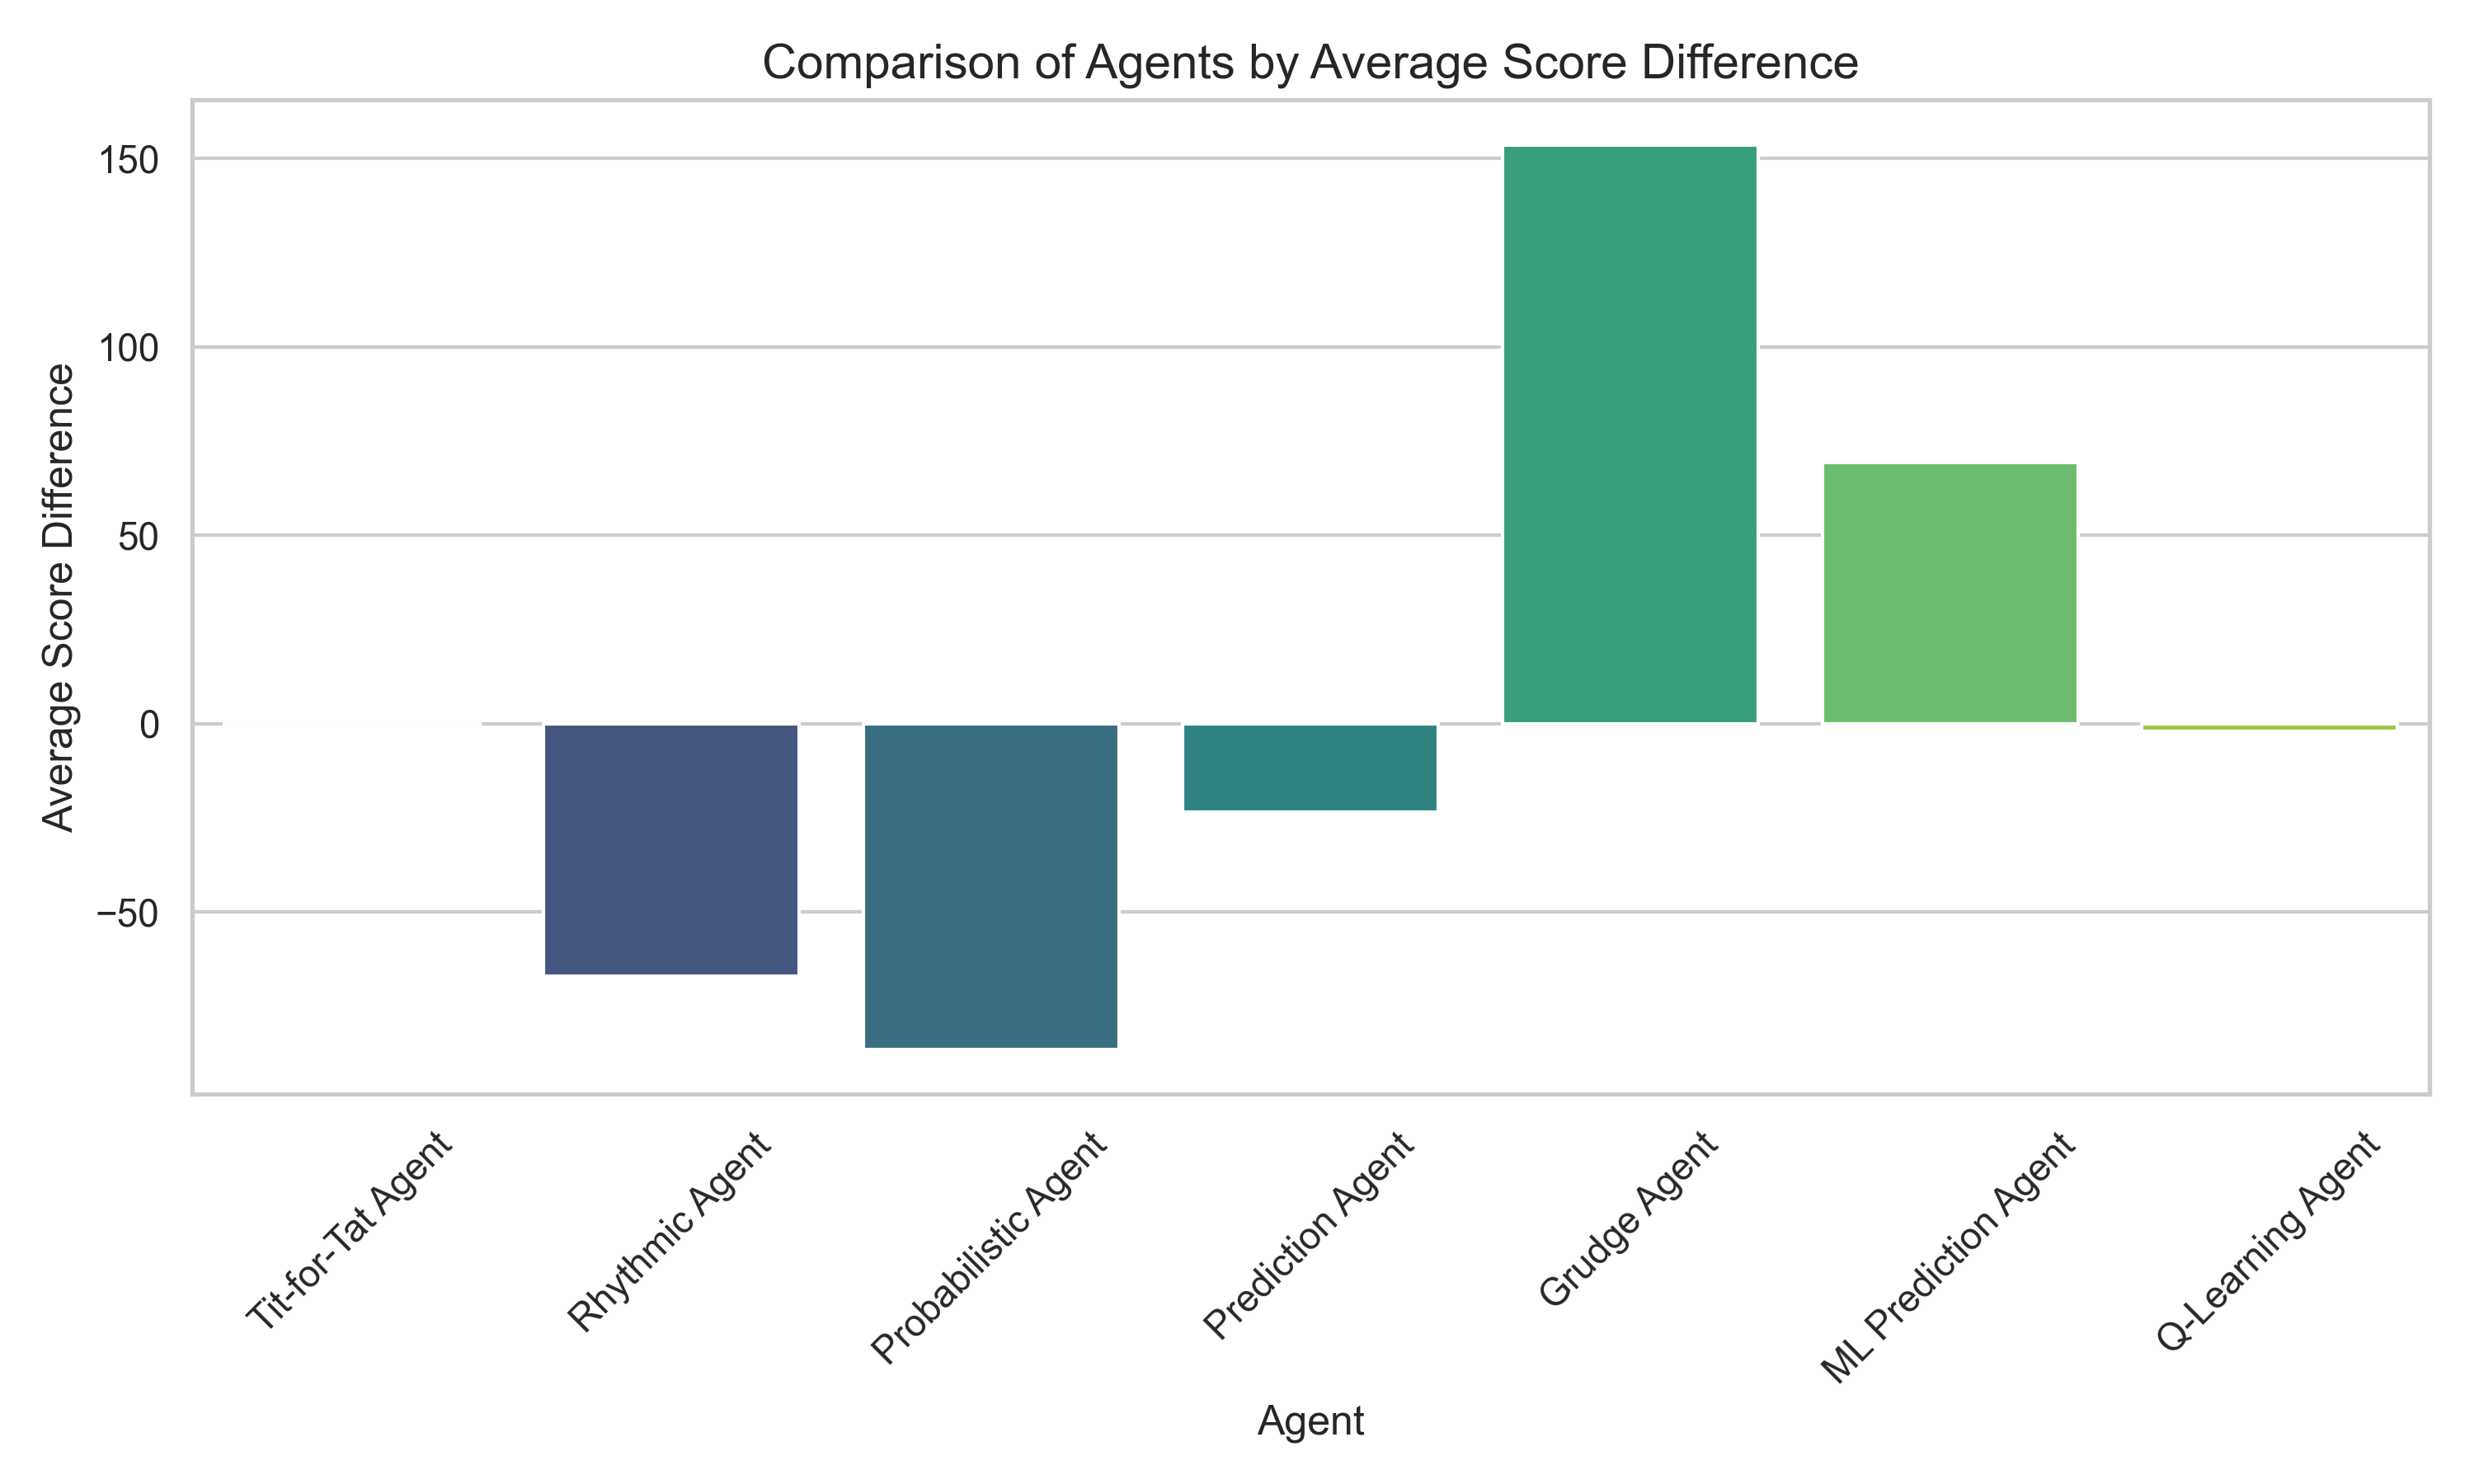 Comparison of Agents by Average Score Difference
Average Score Difference
150
100
50
0
−50
Tit-for-Tat Agent
Rhythmic Agent
Probabilistic Agent
Prediction Agent
Grudge Agent
ML Prediction Agent
Q-Learning Agent
Agent